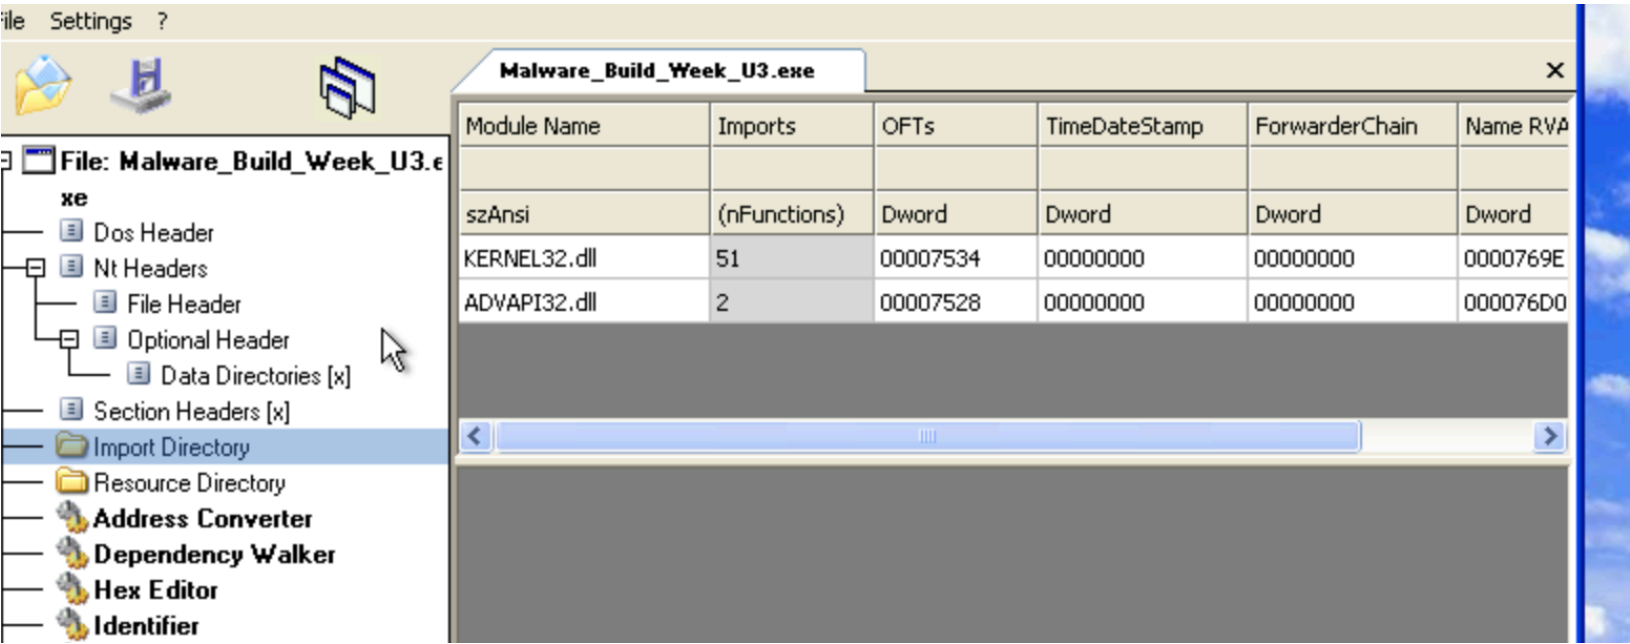 File Settings ?
Malware_Build_Week_U3.exe
Module Name Imports OFTs TimeDateStamp ForwarderChain Name RVA
szAnsi (nFunctions) Dword Dword Dword Dword
KERNEL32.dll 51 00007534 00000000 00000000 0000769E
ADVAPI32.dll 2 00007528 00000000 00000000 000076D0
File: Malware_Build_Week_U3.e
xe
Dos Header
Nt Headers
File Header
Optional Header
Data Directories [x]
Section Headers [x]
Import Directory
Resource Directory
Address Converter
Dependency Walker
Hex Editor
Identifier